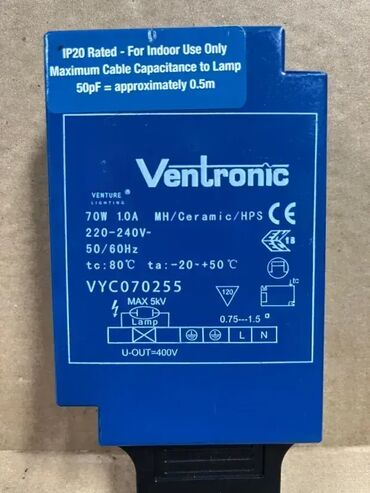 IP20 Rated - For Indoor Use Only
Maximum Cable Capacitance to Lamp
50pF = approximately 0.5m
VENTURE ®
LIGHTING
Ventronic
70W 1.0A MH/Ceramic/HPS CE
220-240V~
50/60Hz
18
tc:80℃ ta:-20~+50℃
VYC070255
120
MAX 5kV
Lamp
0.75---1.5
L N
U-OUT=400V